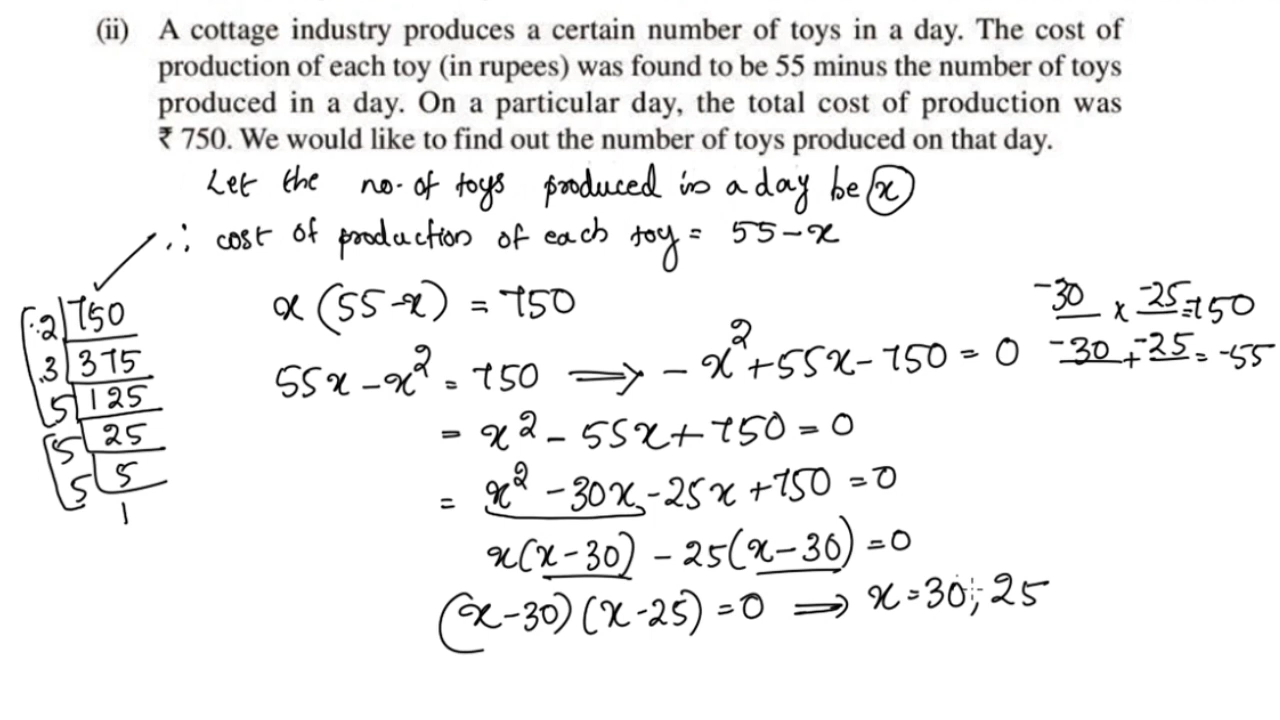 (ii) A cottage industry produces a certain number of toys in a day. The cost of
production of each toy (in rupees) was found to be 55 minus the number of toys
produced in a day. On a particular day, the total cost of production was
₹ 750. We would like to find out the number of toys produced on that day.
Let the no. of toys produced in a day be x
∴ cost of production of each toy = 55-x
2|750
3|375
5|125
5|25
5|5
1
x(55-x) = 750
-30 x -25=750
-30+-25= -55
55x-x² = 750 ⟹ -x²+55x-750=0
= x²-55x+750=0
= x²-30x-25x+750=0
x(x-30)-25(x-30)=0
(x-30)(x-25)=0 ⟹ x=30; 25